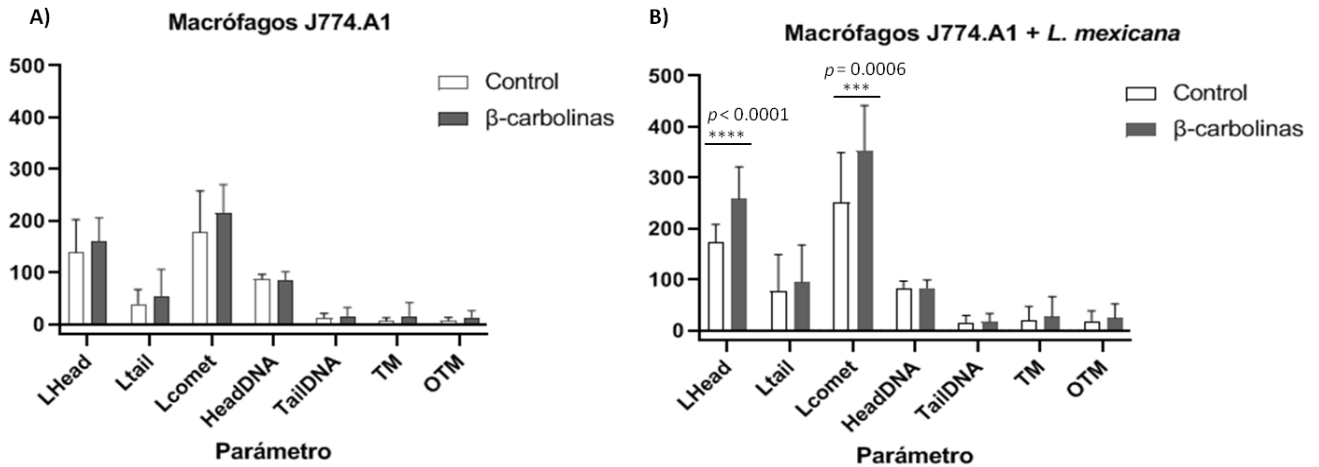 A)
Macrófagos J774.A1
500
400
300
200
100
0
Control
β-carbolinas
LHead
Ltail
Lcomet
HeadDNA
TailDNA
TM
OTM
Parámetro
B)
Macrófagos J774.A1 + L. mexicana
p = 0.0006
***
p < 0.0001
****
500
400
300
200
100
0
Control
β-carbolinas
LHead
Ltail
Lcomet
HeadDNA
TailDNA
TM
OTM
Parámetro